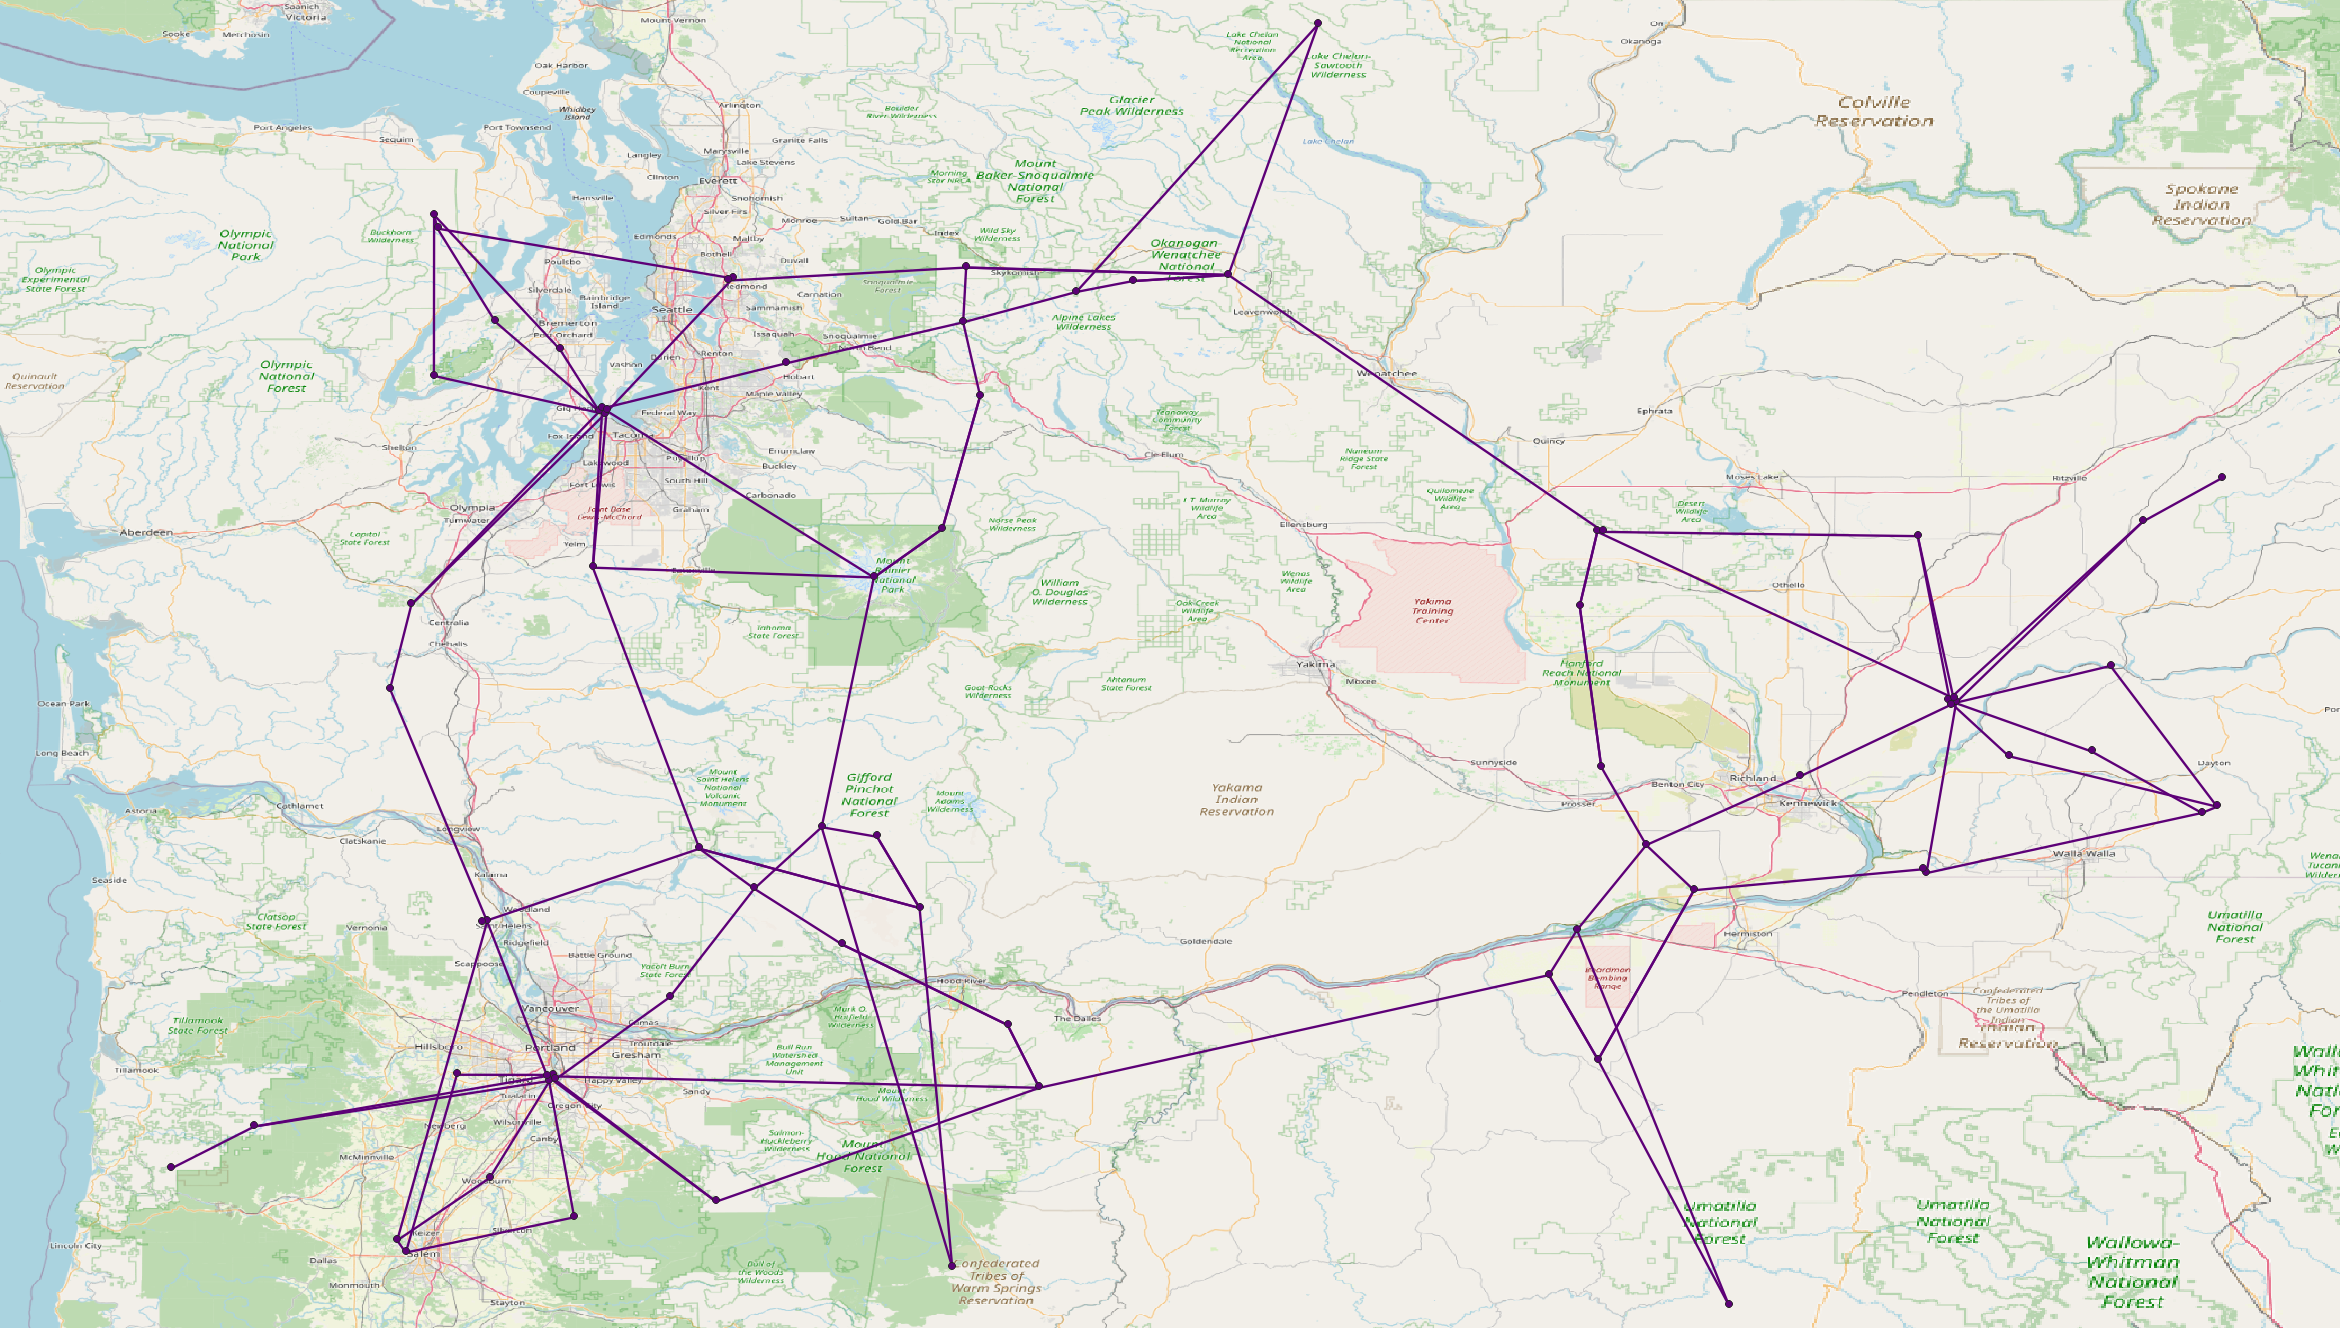 Saanich
Victoria
Sooke
Metchosin
Mount Vernon
Oak Harbor
Coupeville
Whidbey
Island
Lake Chelan
National
Recreation
Area
Lake Chelan-
Sawtooth
Wilderness
Okanoga
Glacier
Peak Wilderness
Colville
Reservation
Arlington
Boulder
River Wilderness
Port Angeles
Sequim
Port Townsend
Granite Falls
Marysville
Lake Stevens
Langley
Clinton
Everett
Lake Chelan
Mount
Baker-Snoqualmie
National
Forest
Snohomish
Silver Firs
Hansville
Spokane
Indian
Reservation
Monroe
Sultan
Gold Bar
Index
Wild Sky
Wilderness
Edmonds
Maltby
Bothell
Duvall
Buckhorn
Wilderness
Olympic
National
Park
Olympic
Experimental
State Forest
Okanogan
Wenatchee
National
Forest
Poulsbo
Silverdale
Bainbridge
Island
Redmond
Carnation
Snoqualmie
Forest
Skykomish
Sammamish
Seattle
Bremerton
Port Orchard
Alpine Lakes
Wilderness
Leavenworth
Issaquah
Snoqualmie
North Bend
Renton
Burien
Vashon
Hobart
Kent
Maple Valley
Olympic
National
Forest
Quinault
Reservation
Wenatchee
Federal Way
Fox Island
Tacoma
Teanaway
Community
Forest
Ephrata
Quincy
Shelton
Lakewood
Puyallup
Enumclaw
Buckley
Cle Elum
Naneum
Ridge State
Forest
Fort Lewis
South Hill
Carbonado
Moses Lake
Ritzville
Quilomene
Wildlife
Area
L.T. Murray
Wildlife
Area
Desert
Wildlife
Area
Olympia
Tumwater
Joint Base
Lewis-McChord
Graham
Norse Peak
Wilderness
Ellensburg
Aberdeen
Capitol
State Forest
Yelm
Eatonville
Mount
Rainier
National
Park
William
O. Douglas
Wilderness
Wenas
Wildlife
Area
Oak Creek
Wildlife
Area
Yakima
Training
Center
Othello
Centralia
Chehalis
Tahoma
State Forest
Yakima
Moxee
Hanford
Reach National
Monument
Goat Rocks
Wilderness
Ahtanum
State Forest
Ocean Park
Long Beach
Sunnyside
Benton City
Richland
Dayton
Prosser
Kennewick
Mount
Saint Helens
National
Volcanic
Monument
Gifford
Pinchot
National
Forest
Mount
Adams
Wilderness
Yakama
Indian
Reservation
Astoria
Cathlamet
Longview
Clatskanie
Walla Walla
Seaside
Kalama
Woodland
Saint Helens
Clatsop
State Forest
Vernonia
Ridgefield
Battle Ground
Scappoose
Yacolt Burn
State Forest
Goldendale
Hermiston
Umatilla
National
Forest
Boardman
Bombing
Range
Hood River
Pendleton
Confederated
Tribes of
the Umatilla
Indian
Reservation
Vancouver
Camas
Mark O.
Hatfield
Wilderness
The Dalles
Tillamook
State Forest
Hillsboro
Portland
Troutdale
Gresham
Bull Run
Watershed
Management
Unit
Tillamook
Tigard
Happy Valley
Tualatin
Sandy
Mount
Hood Wilderness
Oregon City
Newberg
Wilsonville
Canby
McMinnville
Salmon-
Huckleberry
Wilderness
Mount
Hood National
Forest
Woodburn
Silverton
Keizer
Salem
Lincoln City
Dallas
Monmouth
Stayton
Bull of
the Woods
Wilderness
Confederated
Tribes of
Warm Springs
Reservation
Umatilla
National
Forest
Umatilla
National
Forest
Wallowa-
Whitman
National
Forest